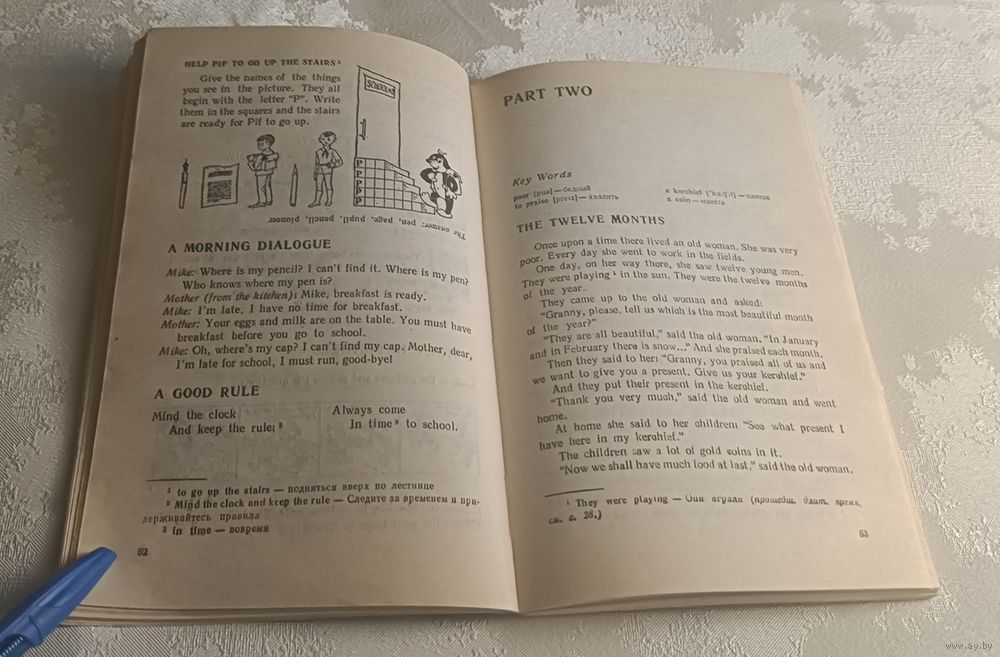 HELP PIF TO GO UP THE STAIRS ¹
Give the names of the things
you see in the picture. They all
begin with the letter "P". Write
them in the squares and the stairs
are ready for Pif to go up.
SCHOOL
P
P
P
P
P
The answer: pen, page, pupil, pencil, pioneer
A MORNING DIALOGUE
Mike: Where is my pencil? I can't find it. Where is my pen?
Who knows where my pen is?
Mother (from the kitchen): Mike, breakfast is ready.
Mike: I'm late, I have no time for breakfast.
Mother: Your eggs and milk are on the table. You must have
breakfast before you go to school.
Mike: Oh, where's my cap? I can't find my cap. Mother, dear,
I'm late for school, I must run, good-bye!
A GOOD RULE
Mind the clock
And keep the rule: ²
Always come
In time ³ to school.
¹ to go up the stairs — подняться вверх по лестнице
² Mind the clock and keep the rule — Следите за временем и при-
держивайтесь правила
³ in time — вовремя
52
PART TWO
Key Words
poor [puə] — бедный
to praise [preiz] — хвалить
a kerchief ['kə:tʃif] — платок
a coin — монета
THE TWELVE MONTHS
Once upon a time there lived an old woman. She was very
poor. Every day she went to work in the fields.
One day, on her way there, she saw twelve young men.
They were playing ¹ in the sun. They were the twelve months
of the year.
They came up to the old woman and asked:
"Granny, please, tell us which is the most beautiful month
of the year?"
"They are all beautiful," said the old woman. "In January
and in February there is snow..." And she praised each month.
Then they said to her: "Granny, you praised all of us and
we want to give you a present. Give us your kerchief."
And they put their present in the kerchief.
"Thank you very much," said the old woman and went
home.
At home she said to her children: "See what present I
have here in my kerchief."
The children saw a lot of gold coins in it.
"Now we shall have much food at last," said the old woman.
¹ They were playing — Они играли (прошедш. длит. время,
см. с. 28.)
53
www.ay.by